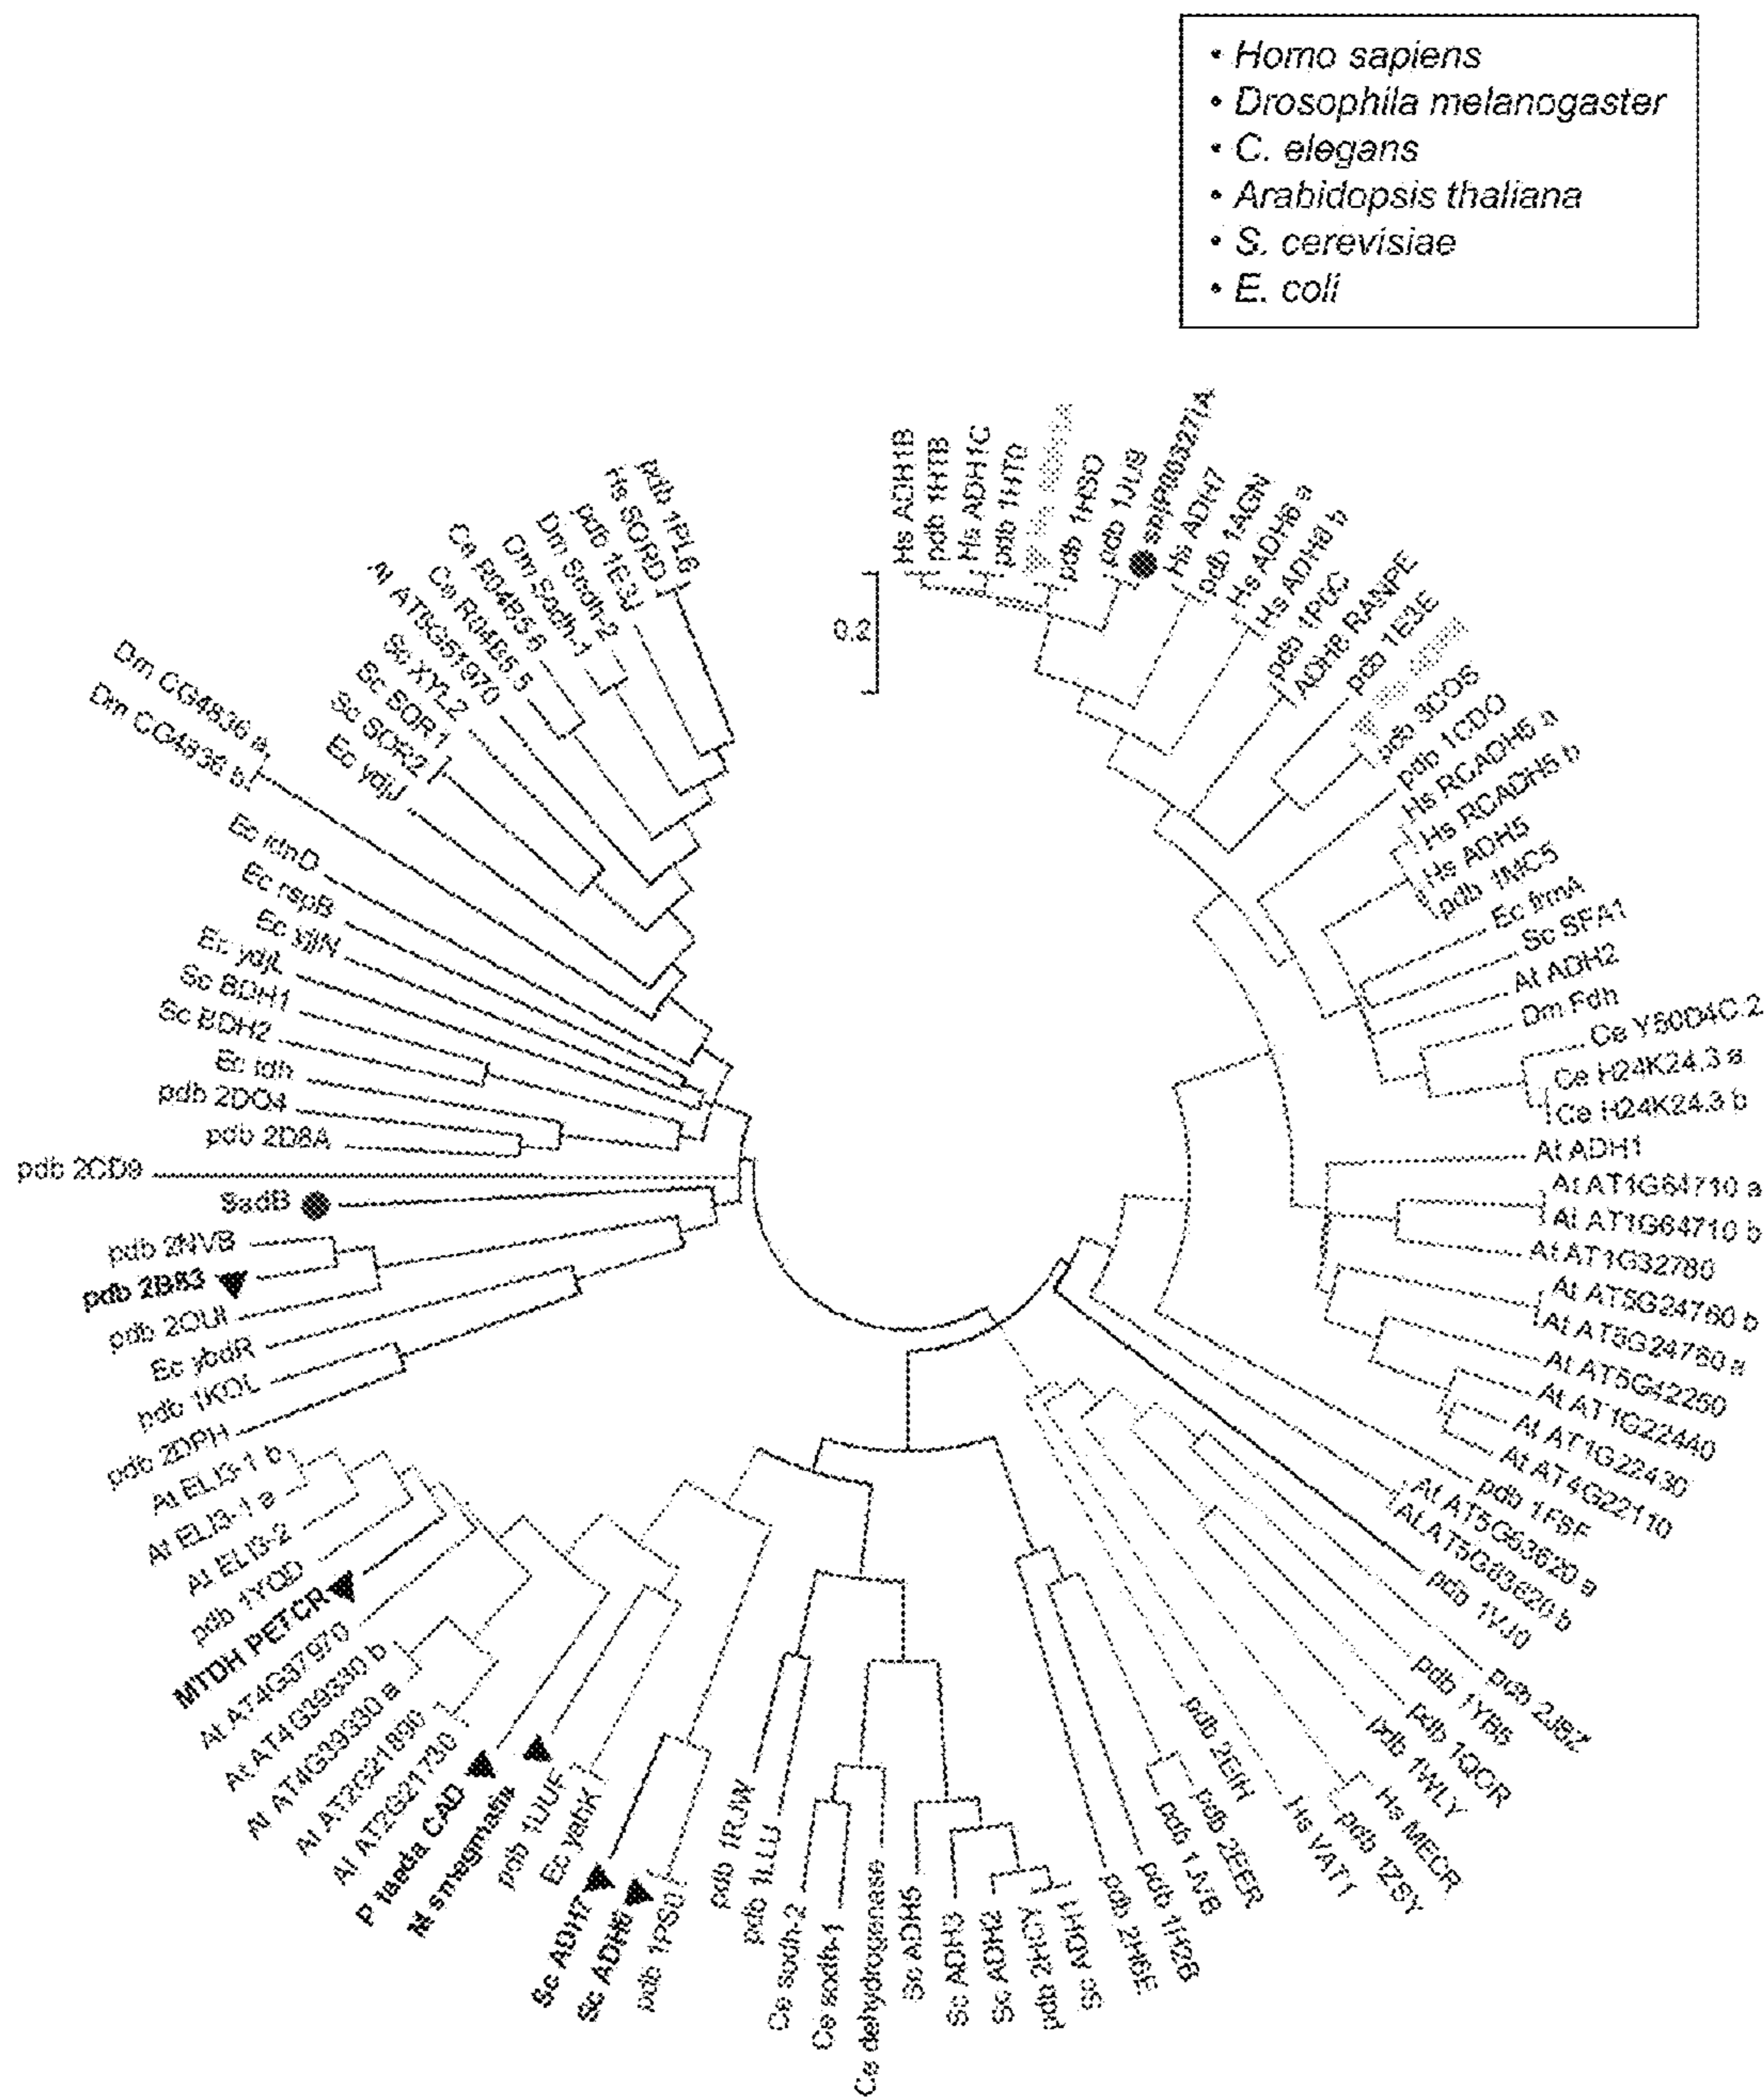 • Homo sapiens
• Drosophila melanogaster
• C. elegans
• Arabidopsis thaliana
• S. cerevisiae
• E. coli
0.2
Hs ADH1B
pdb 1HTB
Hs ADH1C
pdb 1HT0
pdb 1HSO
pdb 1JU9
Hs ADH7
pdb 1AGN
Hs ADH6 a
Hs ADH6 b
pdb 1P0C
ADH8 RANPE
pdb 1E3E
pdb 3COS
pdb 1CDO
Hs RCADH5 a
Hs RCADH5 b
Hs ADH5
pdb 1MC5
Ec frmA
Sc SFA1
At ADH2
Dm Fdh
Ce Y50D4C.2
Ce H24K24.3 a
Ce H24K24.3 b
At ADH1
At AT1G64710 a
At AT1G64710 b
At AT1G32780
At AT5G24760 b
At AT5G24760 a
At AT5G42250
At AT1G22440
At AT1G22430
At AT4G22110
pdb 1F8F
At AT5G63620 a
At AT5G63620 b
pdb 1VJ0
pdb 2J8Z
pdb 1YB5
pdb 1QOR
pdb 1WLY
Hs MECR
pdb 1ZSY
Hs VAT1
pdb 2EIH
pdb 2EER
pdb 1JVB
pdb 1H2B
pdb 2H6E
Sc ADH1
pdb 2HCY
Sc ADH2
Sc ADH3
Sc ADH5
Ce dehydrogenase
Ce sodh-1
Ce sodh-2
pdb 1LLU
pdb 1RJW
pdb 1PS0
Sc ADH6
Sc ADH7
Ec yahK
pdb 1UUF
M smegmatis
P taeda CAD
At AT2G21730
At AT2G21890
At AT4G39330 a
At AT4G39330 b
At AT4G37970
MTDH PETCR
pdb 1YQD
At ELI3-2
At ELI3-1 a
At ELI3-1 b
pdb 2DPH
pdb 1KOL
Ec ybdR
pdb 2OUI
pdb 2B83
pdb 2NVB
SadB
pdb 2CD9
pdb 2D8A
pdb 2DQ4
Ec tdh
Sc BDH2
Sc BDH1
Ec ydjL
Ec yjjN
Ec rspB
Ec idnD
Dm CG4836 b
Dm CG4836 a
Ec ydjJ
Sc SOR2
Sc SOR1
Sc XYL2
At AT5G51970
Ce R04B5.5
Ce R04B5.6
Dm Sodh-1
Dm Sodh-2
pdb 1E3J
Hs SORD
pdb 1PL6